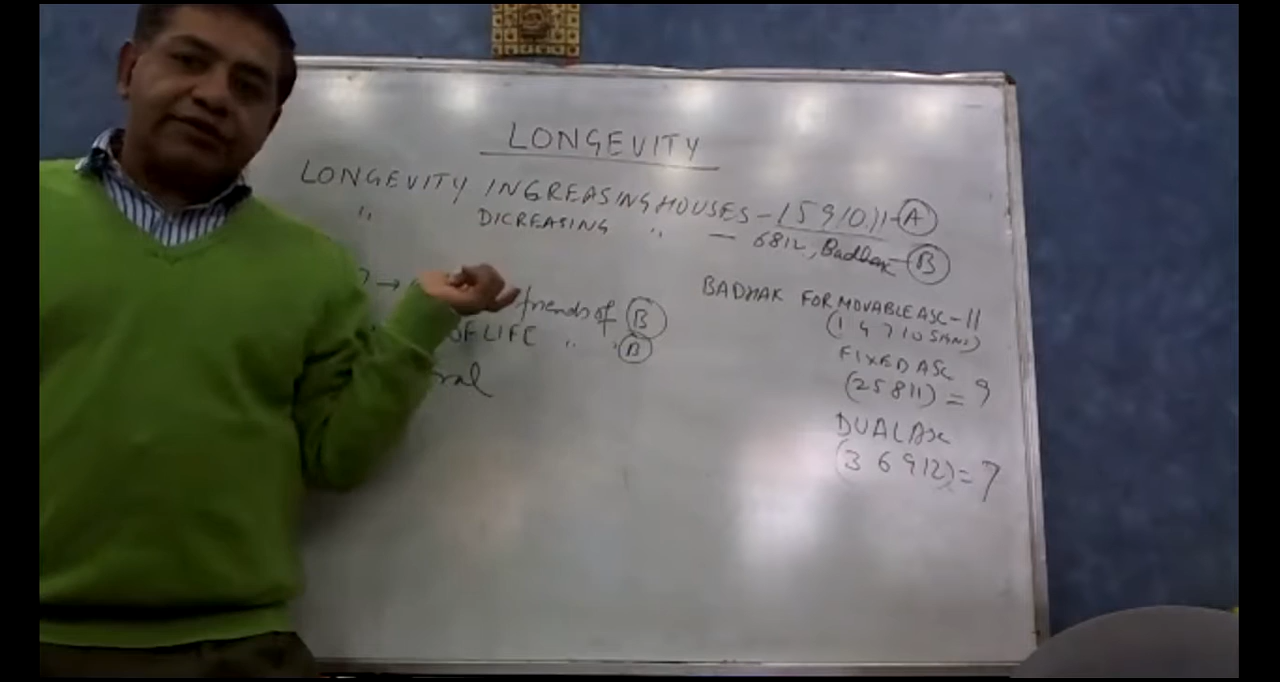 LONGEVITY
LONGEVITY INGREASING HOUSES - 1 5 9 10 11 - A
" DICREASING " - 6 8 12, Badhak - B
7 →
friends of B
OF LIFE " " B
BADHAK FOR MOVABLE ASC - 11
(1 4 7 10 SIGNS)
FIXED ASC
(2 5 8 11) = 9
DUAL ASC
(3 6 9 12) = 7